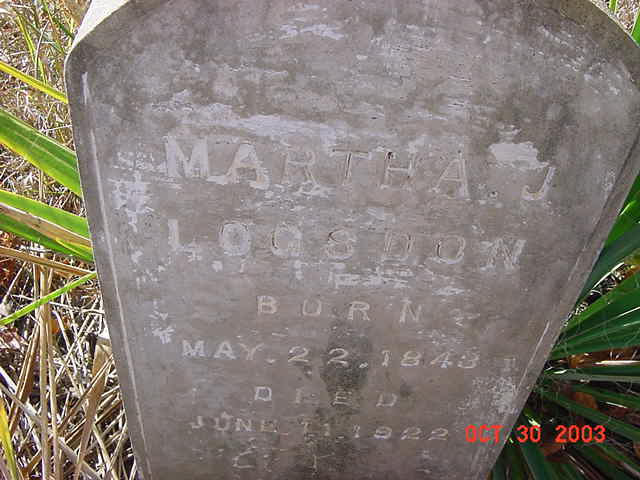 MARTHA. J
LOGSDON
BORN
MAY. 22, 1843
DIED
JUNE. 11. 1922
OCT 30 2003